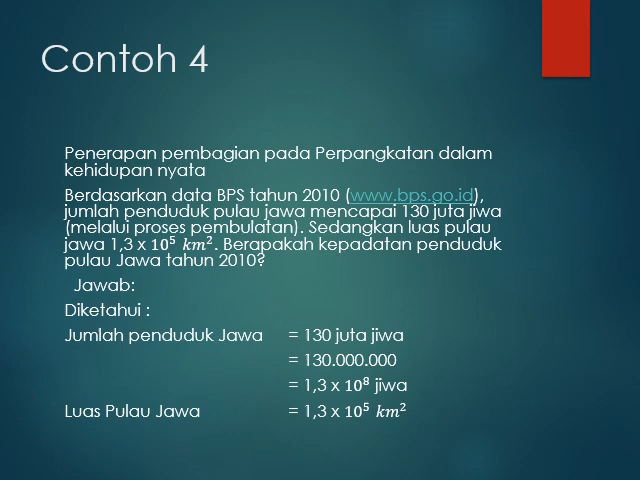 Contoh 4
Penerapan pembagian pada Perpangkatan dalam
kehidupan nyata
Berdasarkan data BPS tahun 2010 (www.bps.go.id),
jumlah penduduk pulau jawa mencapai 130 juta jiwa
(melalui proses pembulatan). Sedangkan luas pulau
jawa 1,3 x 10⁵ km². Berapakah kepadatan penduduk
pulau Jawa tahun 2010?
Jawab:
Diketahui :
Jumlah penduduk Jawa = 130 juta jiwa
= 130.000.000
= 1,3 x 10⁸ jiwa
Luas Pulau Jawa = 1,3 x 10⁵ km²